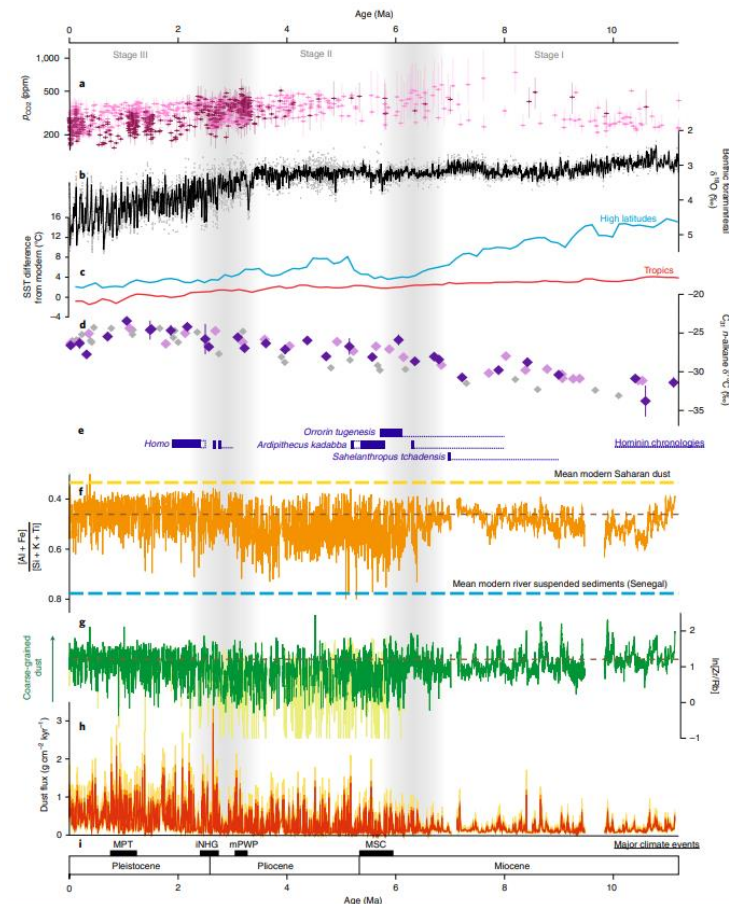 Age (Ma)
0 2 4 6 8 10
Stage III Stage II Stage I
a
pCO2 (ppm)
1,000
500
200
b
2
3
4
5
Benthic foraminiferal δ18O (‰)
High latitudes
SST difference
from modern (°C)
16
12
8
4
0
−4
c
Tropics
d
−20
−25
−30
−35
C31 n-alkane δ13C (‰)
e
Orrorin tugenesis
Homo Ardipithecus kadabba Hominin chronologies
Sahelanthropus tchadensis
Mean modern Saharan dust
f
0.4
0.6
0.8
[Al + Fe]
[Si + K + Ti]
Mean modern river suspended sediments (Senegal)
g
Coarse-grained
dust
2
1
0
−1
ln[Zr/Rb]
h
3
2
1
0
Dust flux (g cm−2 kyr−1)
i MPT iNHG mPWP MSC Major climate events
Pleistocene Pliocene Miocene
0 2 4 6 8 10
Age (Ma)